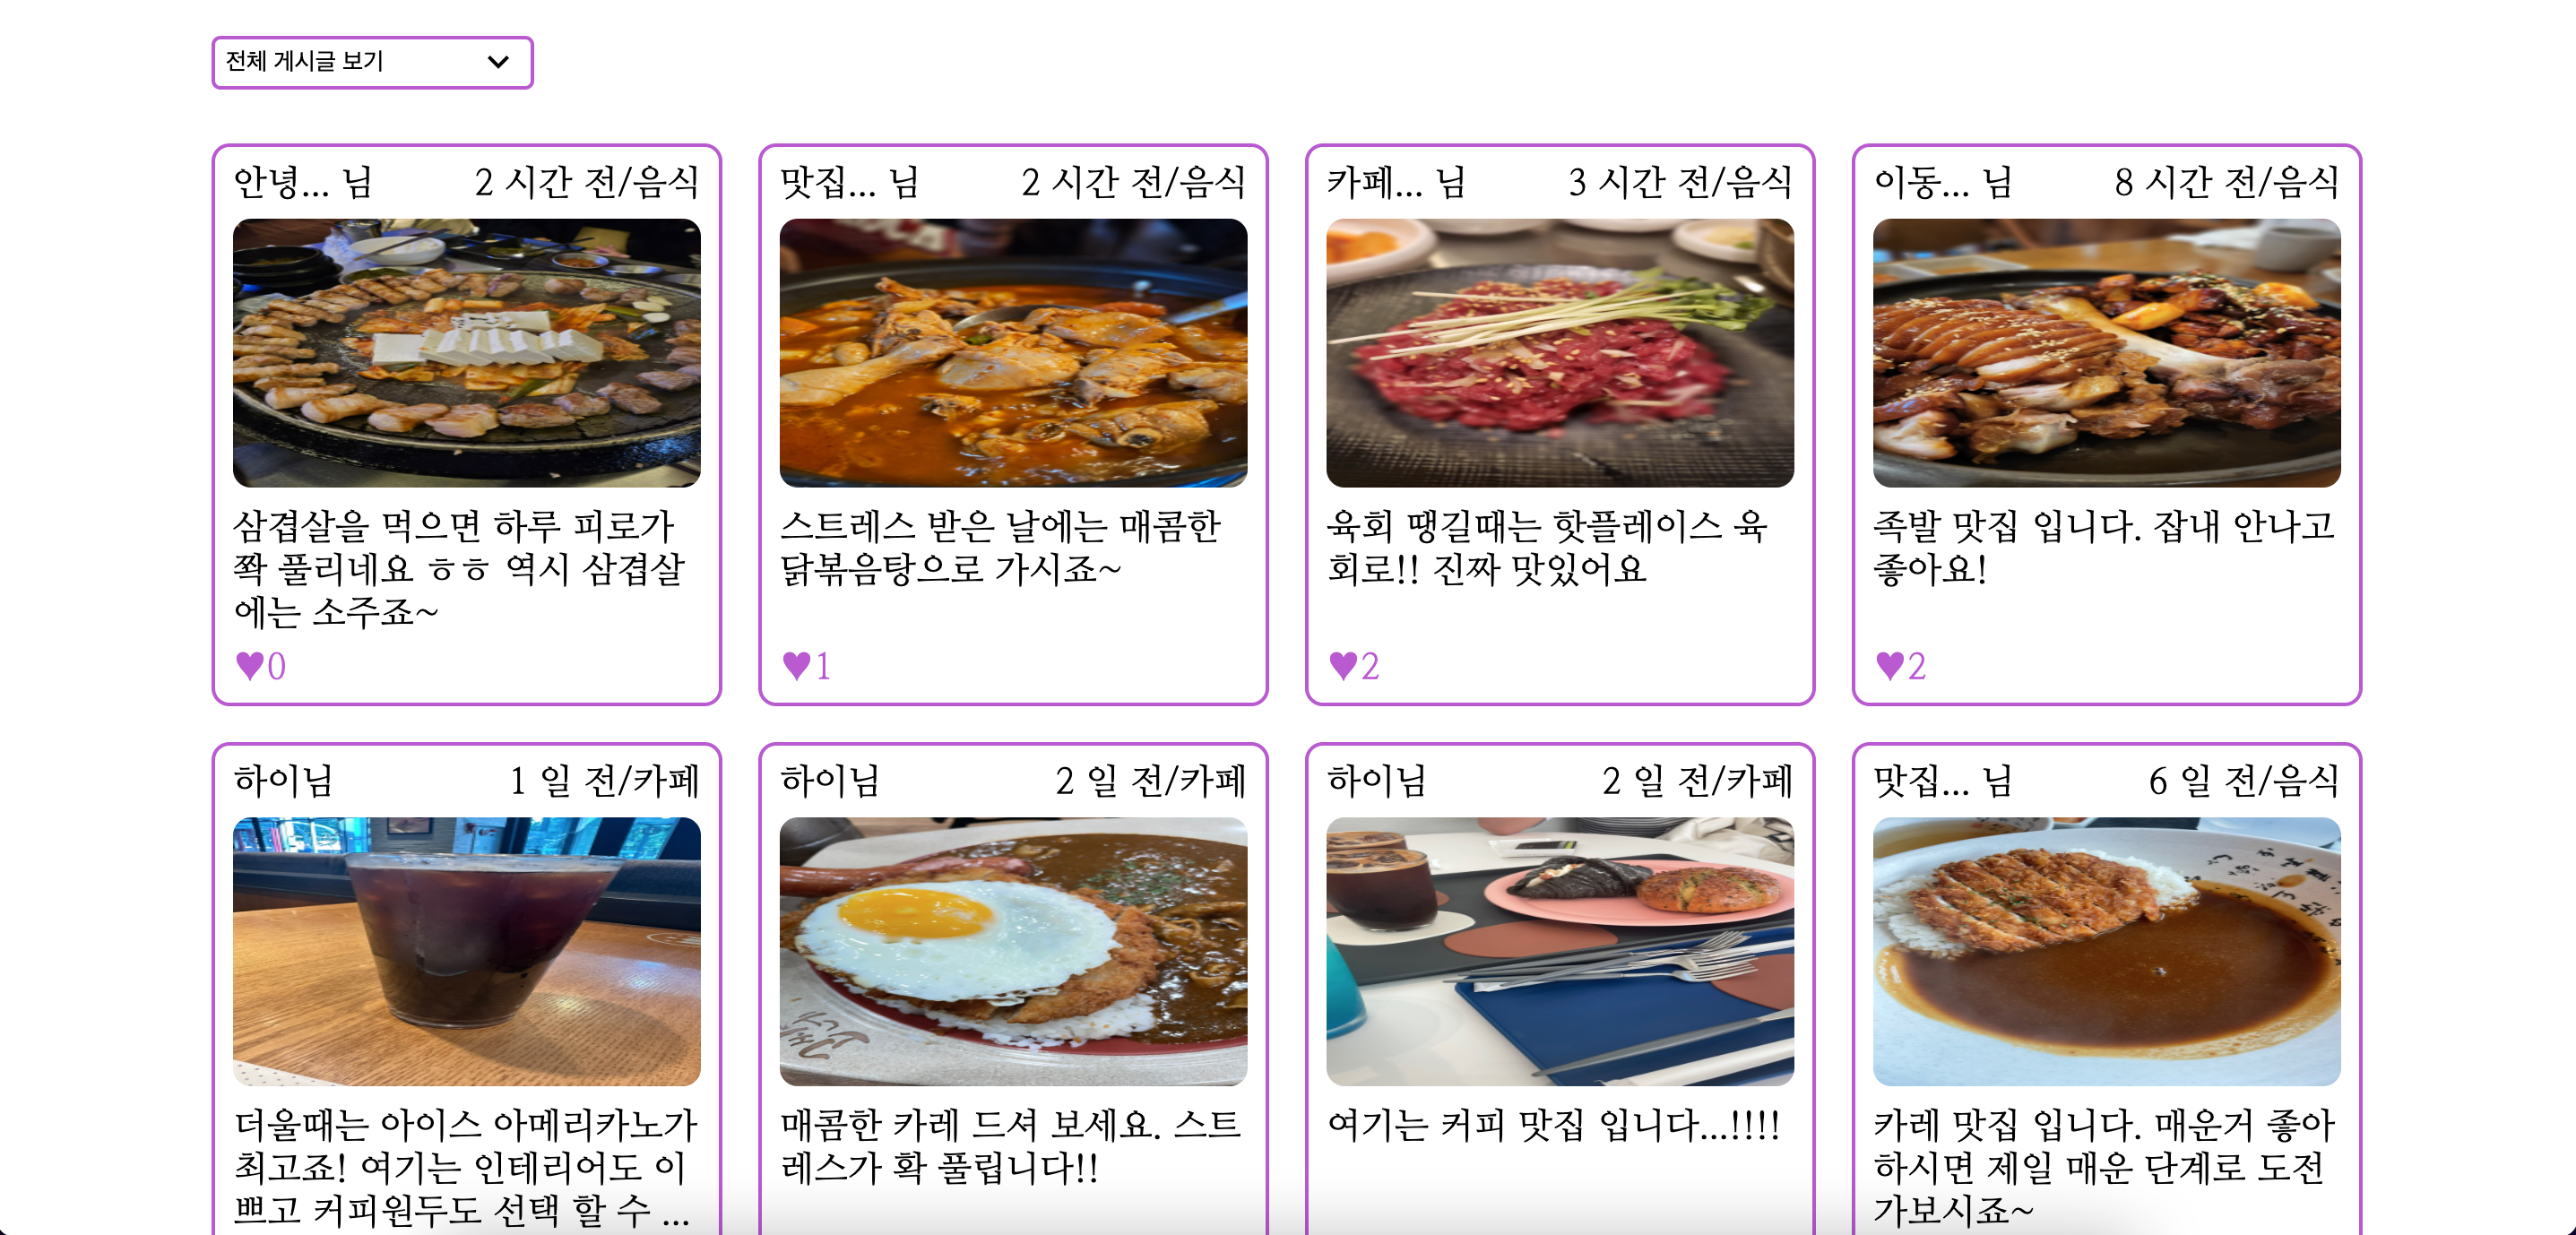 전체 게시글 보기
안녕... 님 2 시간 전/음식
삼겹살을 먹으면 하루 피로가
쫙 풀리네요 ㅎㅎ 역시 삼겹살
에는 소주죠~
♥0
맛집... 님 2 시간 전/음식
스트레스 받은 날에는 매콤한
닭볶음탕으로 가시죠~
♥1
카페... 님 3 시간 전/음식
육회 땡길때는 핫플레이스 육
회로!! 진짜 맛있어요
♥2
이동... 님 8 시간 전/음식
족발 맛집 입니다. 잡내 안나고
좋아요!
♥2
하이님 1 일 전/카페
더울때는 아이스 아메리카노가
최고죠! 여기는 인테리어도 이
쁘고 커피원두도 선택 할 수 ...
하이님 2 일 전/카페
매콤한 카레 드셔 보세요. 스트
레스가 확 풀립니다!!
하이님 2 일 전/카페
여기는 커피 맛집 입니다...!!!!
맛집... 님 6 일 전/음식
카레 맛집 입니다. 매운거 좋아
하시면 제일 매운 단계로 도전
가보시죠~